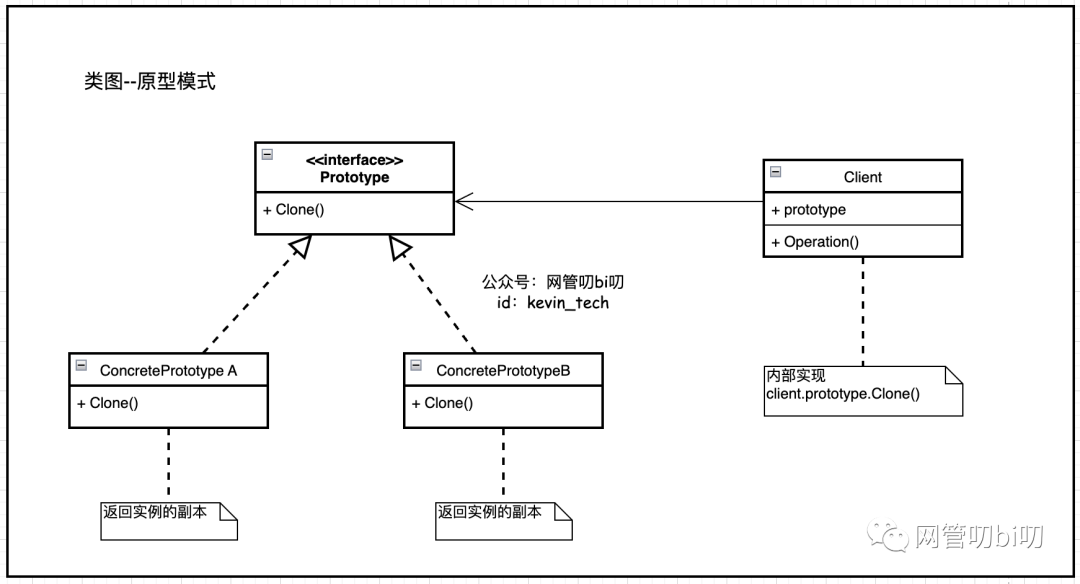 类图--原型模式
<<interface>>
Prototype
+ Clone()
Client
+ prototype
+ Operation()
公众号：网管叨bi叨
id：kevin_tech
ConcretePrototype A
+ Clone()
ConcretePrototypeB
+ Clone()
内部实现
client.prototype.Clone()
返回实例的副本
返回实例的副本
网管叨bi叨